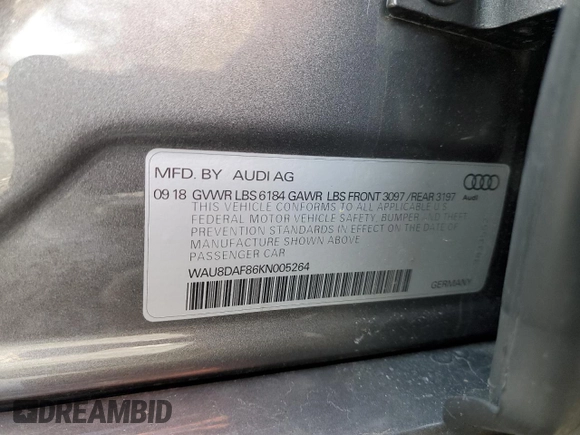 MFD. BY AUDI AG
09 18 GVWR LBS 6184 GAWR LBS FRONT 3097 /REAR 3197
Audi
THIS VEHICLE CONFORMS TO ALL APPLICABLE U.S.
FEDERAL MOTOR VEHICLE SAFETY, BUMPER, AND THEFT
PREVENTION STANDARDS IN EFFECT ON THE DATE OF
MANUFACTURE SHOWN ABOVE
PASSENGER CAR
WAU8DAF86KN005264
GERMANY
DREAMBID